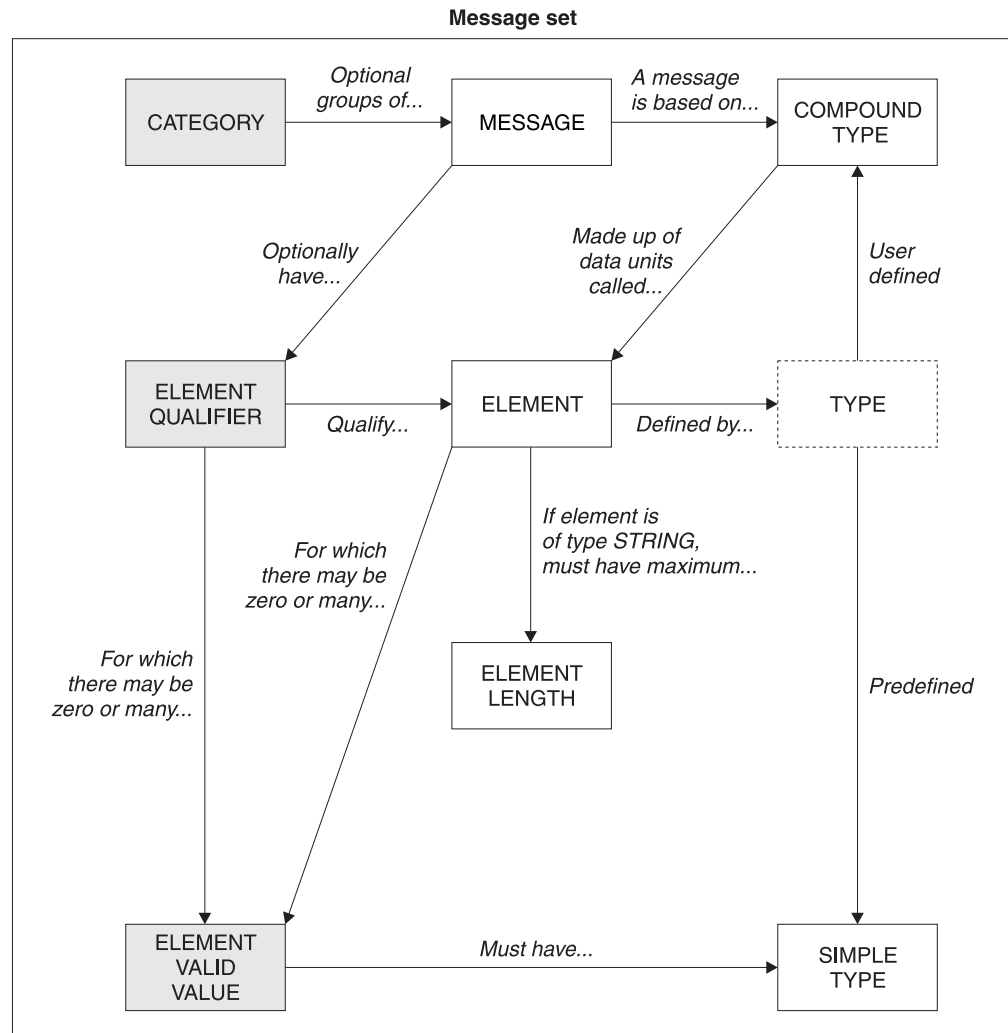 Message set
Optional
groups of...
A message
is based on...
CATEGORY
MESSAGE
COMPOUND
TYPE
Optionally
have...
Made up of
data units
called...
User
defined
ELEMENT
QUALIFIER
Qualify...
ELEMENT
Defined by...
TYPE
For which
there may be
zero or many...
If element is
of type STRING,
must have maximum...
For which
there may be
zero or many...
ELEMENT
LENGTH
Predefined
ELEMENT
VALID
VALUE
Must have...
SIMPLE
TYPE